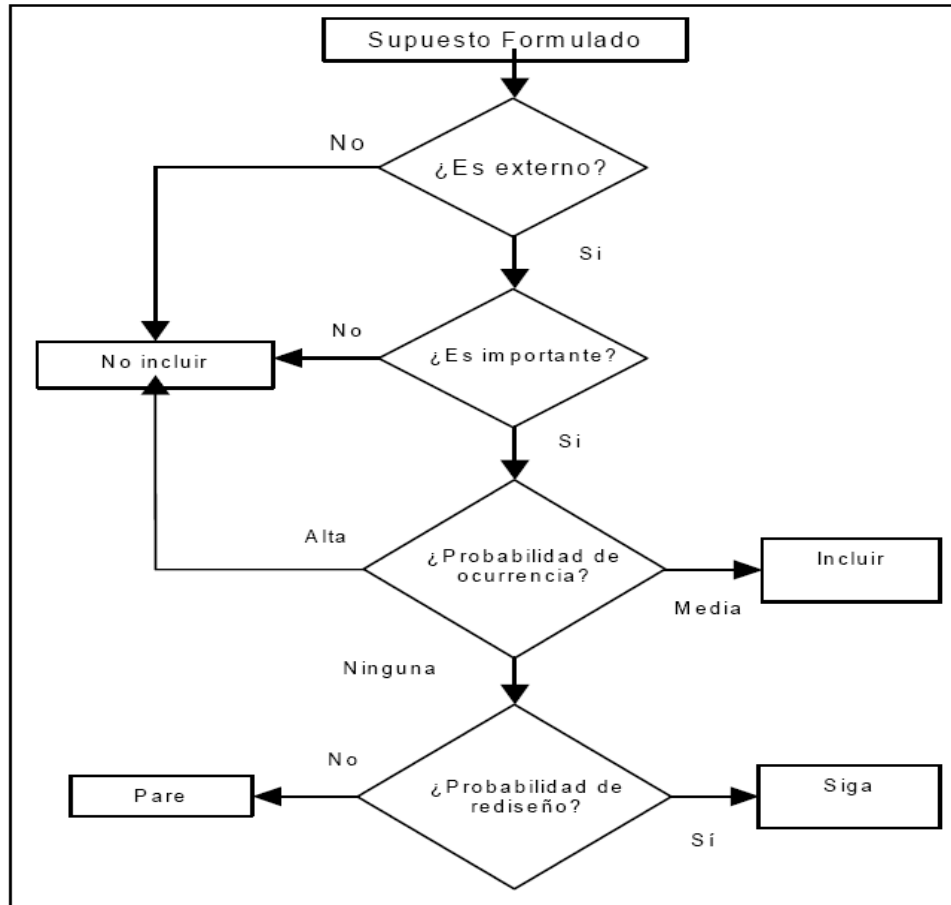 Supuesto Formulado
No
¿Es externo?
Si
No
¿Es importante?
No incluir
Si
Alta
¿Probabilidad de
ocurrencia?
Incluir
Media
Ninguna
No
¿Probabilidad de
rediseño?
Siga
Pare
Sí